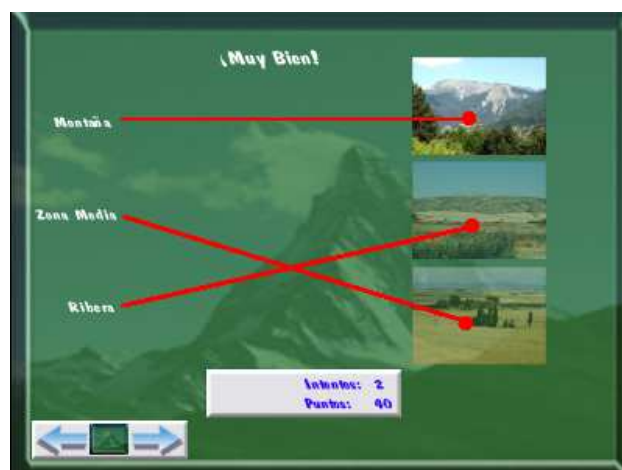 ¡Muy Bien!
Montaña
Zona Media
Ribera
Intentos: 2
Puntos: 40